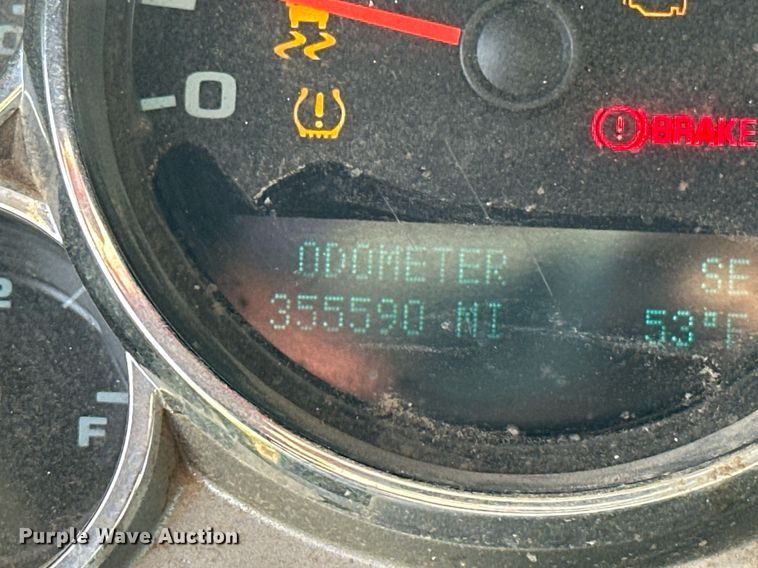 0
BRAKE
ODOMETER SE
355590 MI 53°F
2
F
Purple Wave Auction